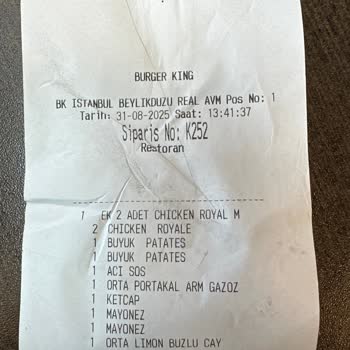 BURGER KING
BK ISTANBUL BEYLIKDUZU REAL AVM Pos No: 1
Tarih: 31-08-2025 Saat: 13:41:37
Siparis No: K252
Restoran
1 EK 2 ADET CHICKEN ROYAL M
2 CHICKEN ROYALE
1 BUYUK PATATES
1 BUYUK PATATES
1 ACI SOS
1 ORTA PORTAKAL ARM GAZOZ
1 KETCAP
1 MAYONEZ
1 MAYONEZ
1 ORTA LIMON BUZLU CAY